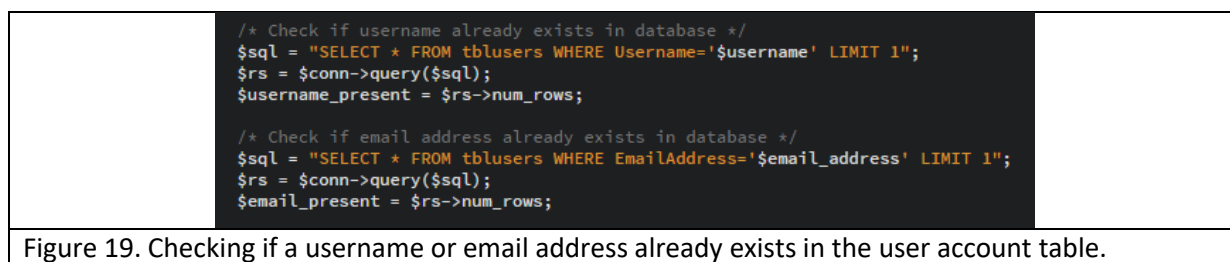 /* Check if username already exists in database */
$sql = "SELECT * FROM tblusers WHERE Username='$username' LIMIT 1";
$rs = $conn->query($sql);
$username_present = $rs->num_rows;
/* Check if email address already exists in database */
$sql = "SELECT * FROM tblusers WHERE EmailAddress='$email_address' LIMIT 1";
$rs = $conn->query($sql);
$email_present = $rs->num_rows;
Figure 19. Checking if a username or email address already exists in the user account table.